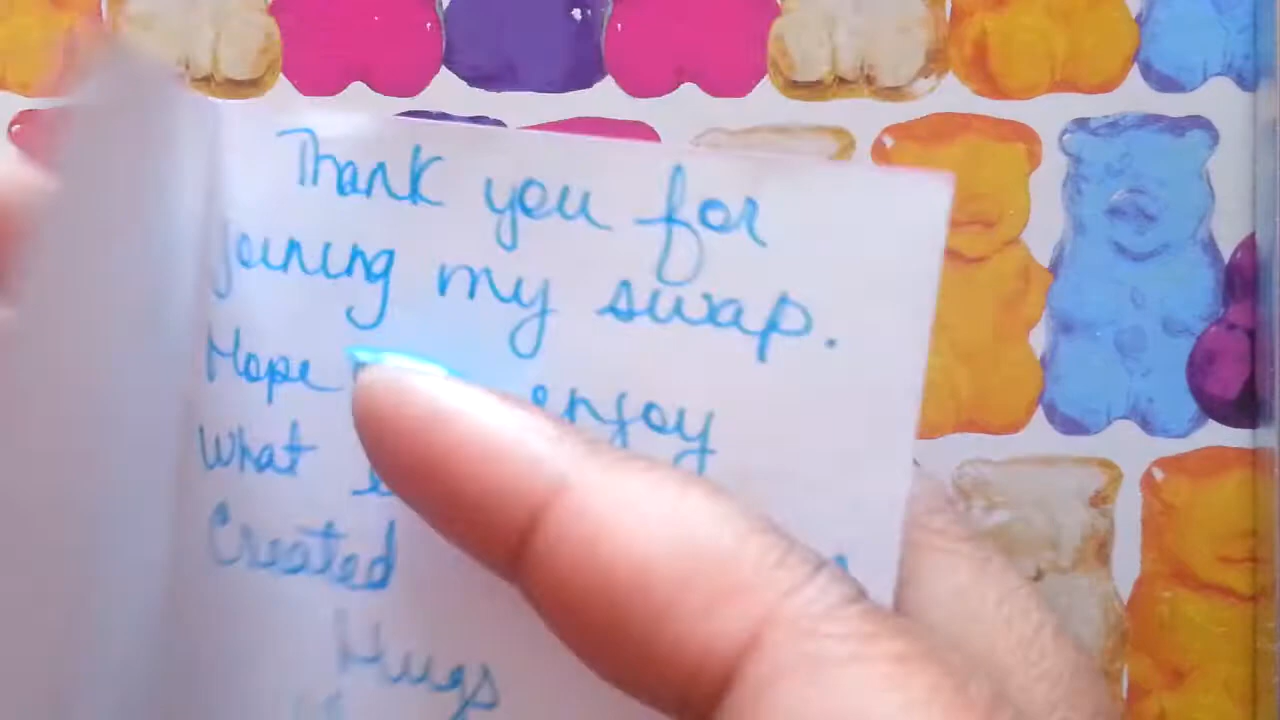 Thank you for
joining my swap.
Hope enjoy
What
Created
Hugs